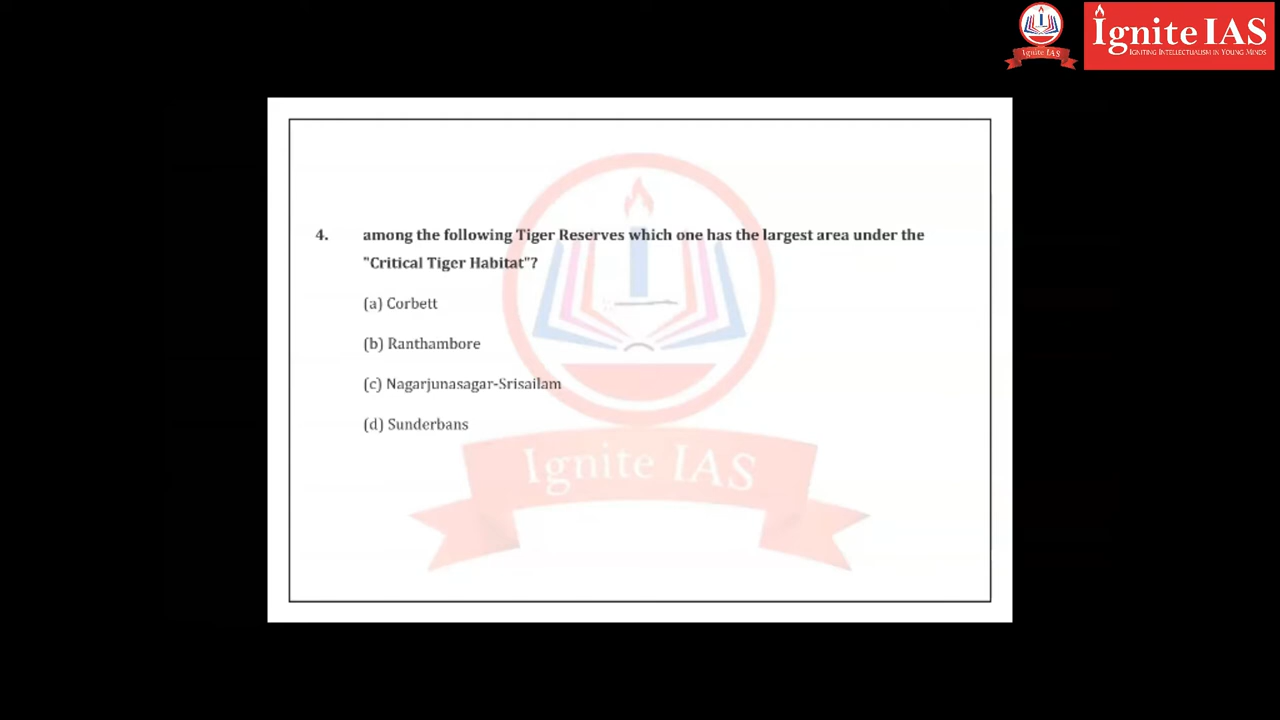 Ignite IAS
IGNITING INTELLECTUALISM IN YOUNG MINDS
Ignite IAS
4. among the following Tiger Reserves which one has the largest area under the
"Critical Tiger Habitat"?
(a) Corbett
(b) Ranthambore
(c) Nagarjunasagar-Srisailam
(d) Sunderbans
Ignite IAS